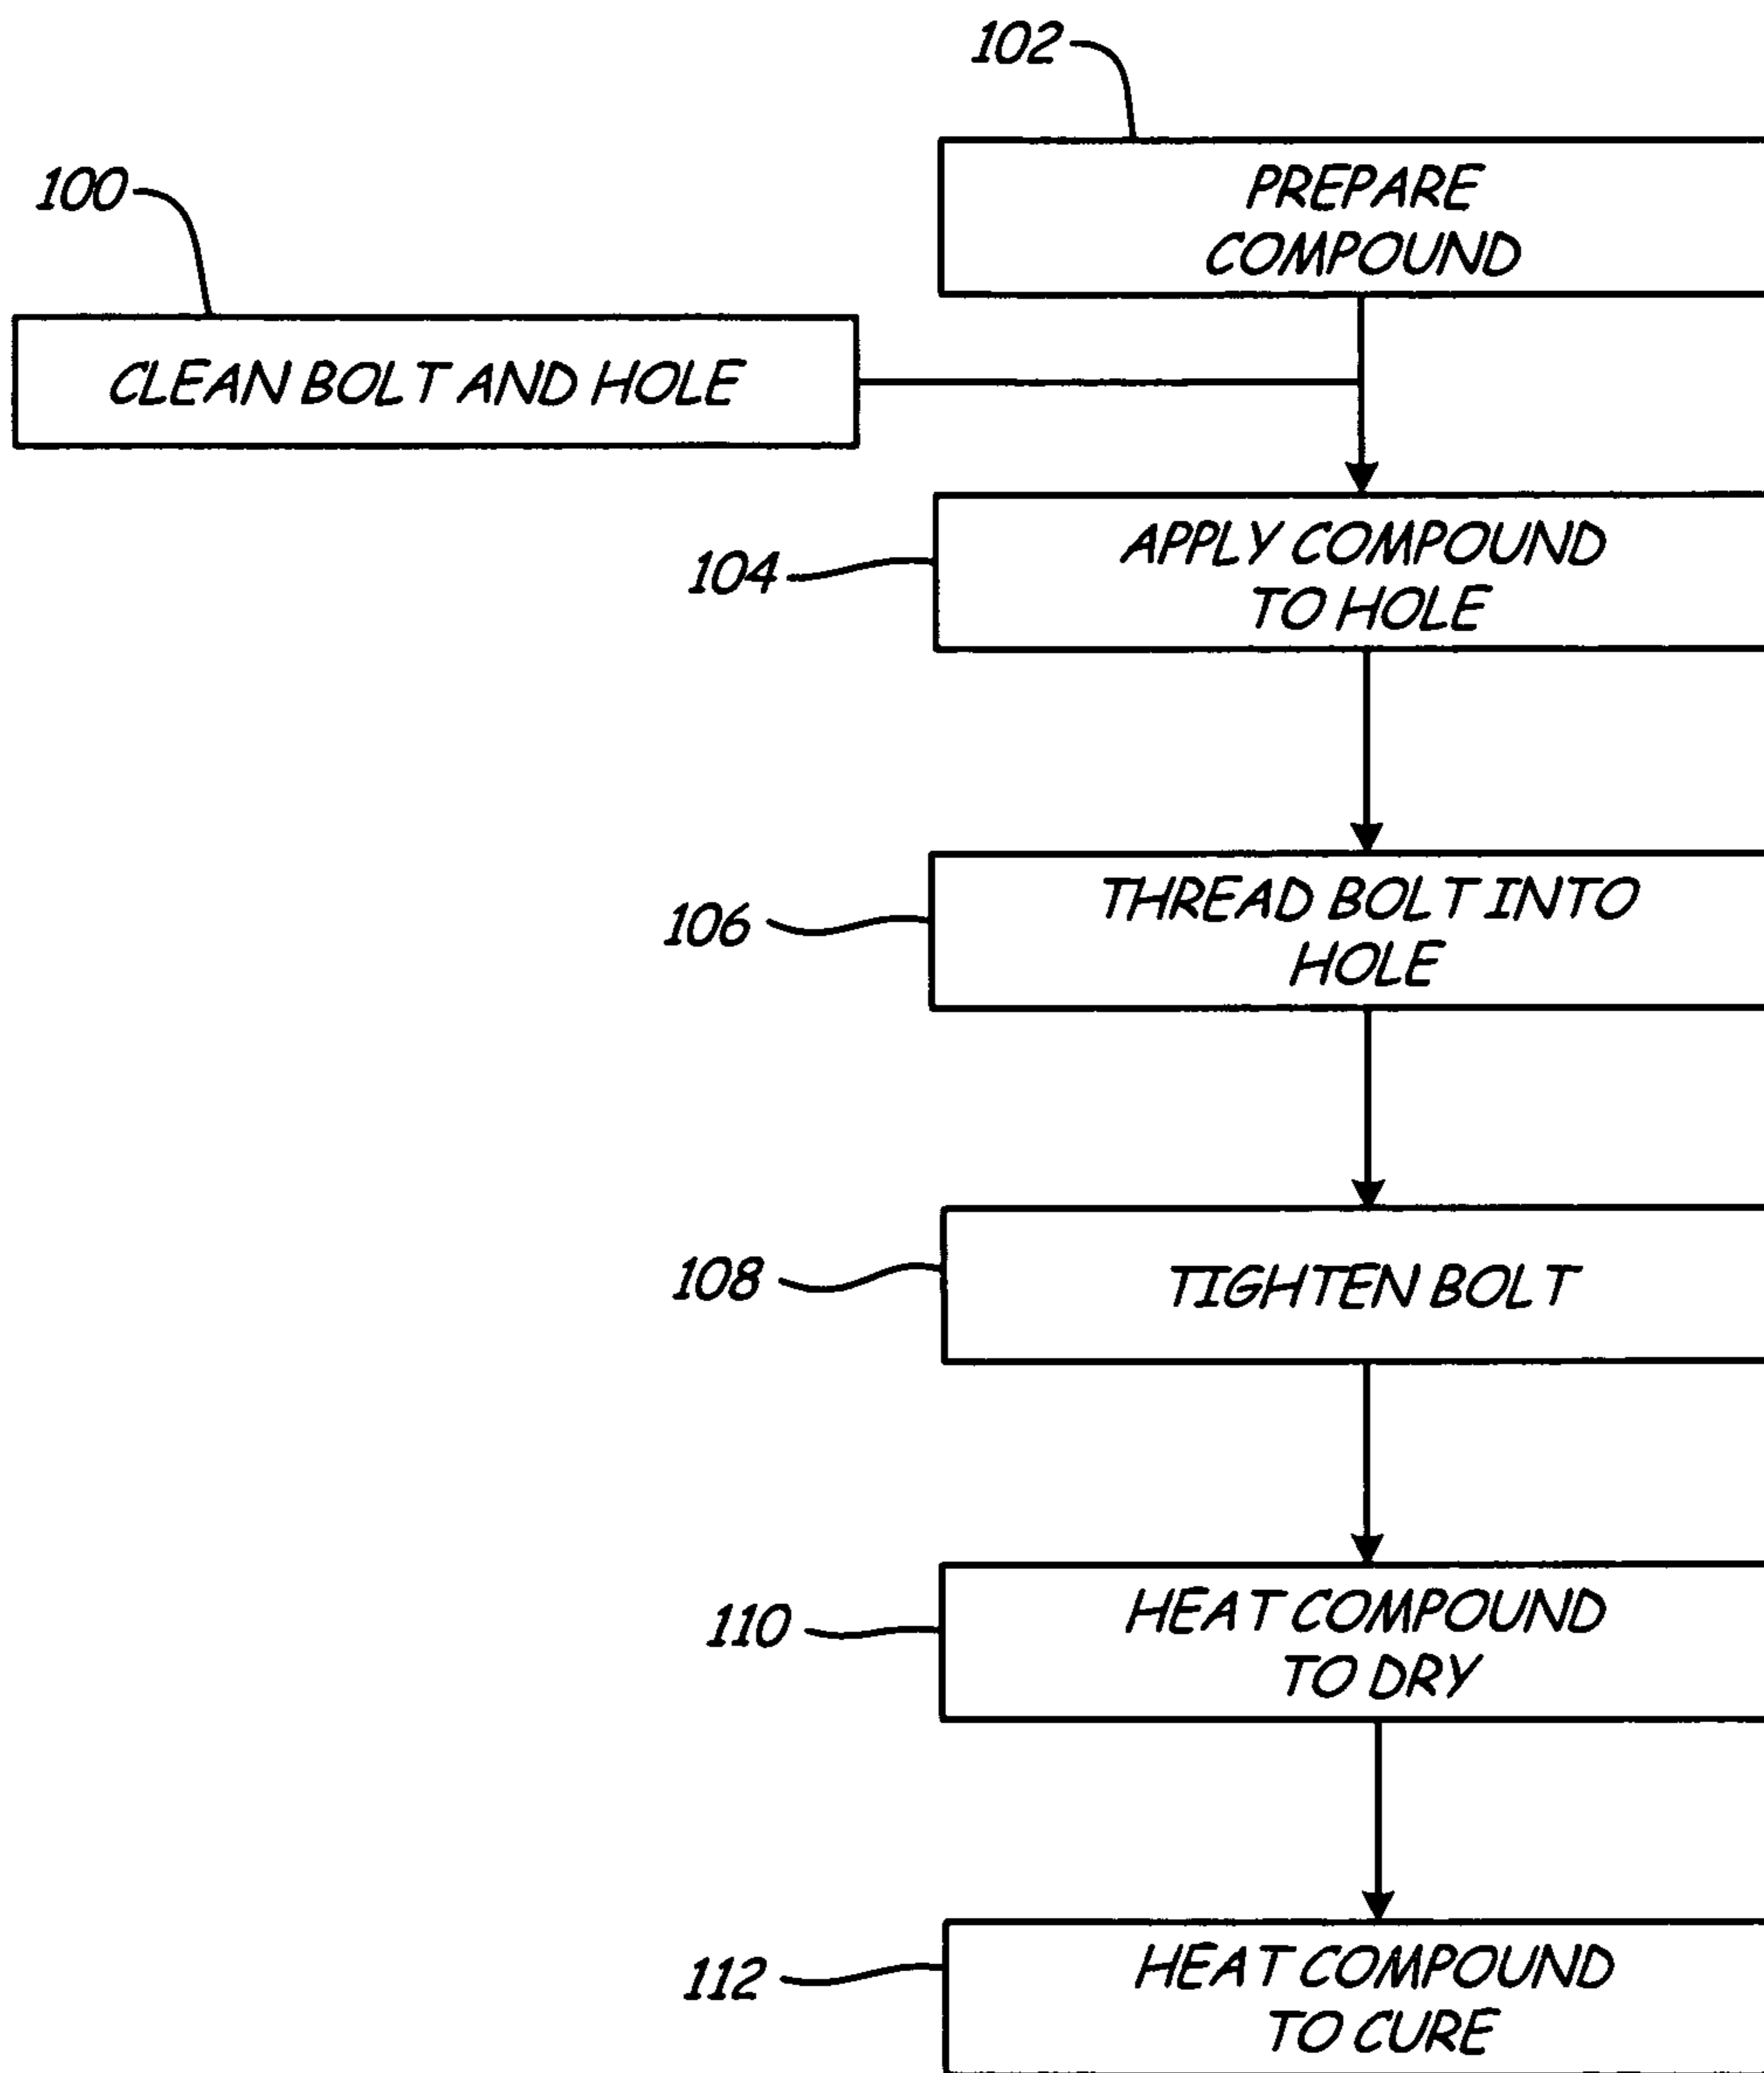 102
PREPARE
COMPOUND
100
CLEAN BOLT AND HOLE
104
APPLY COMPOUND
TO HOLE
106
THREAD BOLT INTO
HOLE
108
TIGHTEN BOLT
110
HEAT COMPOUND
TO DRY
112
HEAT COMPOUND
TO CURE